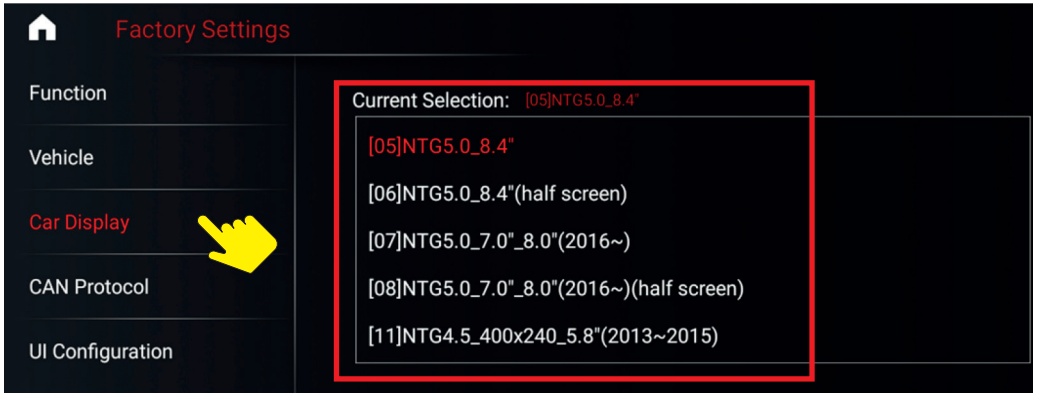 Factory Settings
Function
Vehicle
Car Display
CAN Protocol
UI Configuration
Current Selection: [05]NTG5.0_8.4"
[05]NTG5.0_8.4"
[06]NTG5.0_8.4"(half screen)
[07]NTG5.0_7.0"_8.0"(2016~)
[08]NTG5.0_7.0"_8.0"(2016~)(half screen)
[11]NTG4.5_400x240_5.8"(2013~2015)